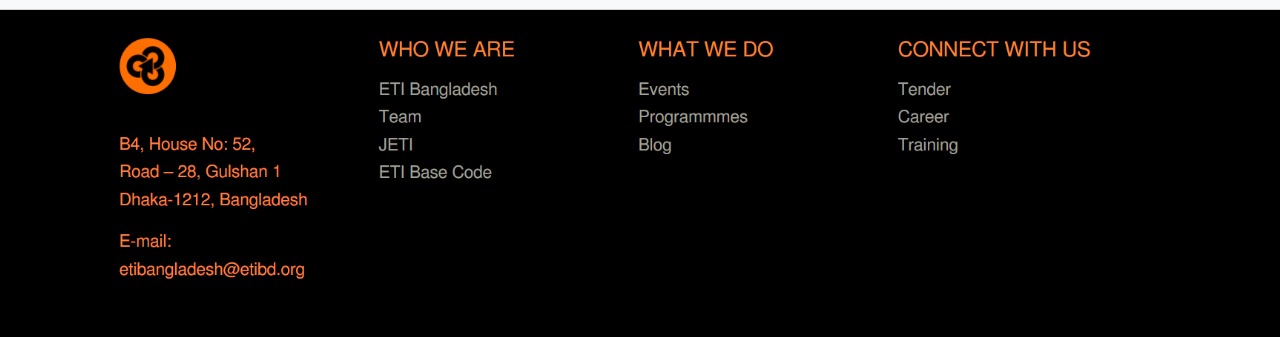 B4, House No: 52,
Road – 28, Gulshan 1
Dhaka-1212, Bangladesh
E-mail:
etibangladesh@etibd.org
WHO WE ARE
ETI Bangladesh
Team
JETI
ETI Base Code
WHAT WE DO
Events
Programmmes
Blog
CONNECT WITH US
Tender
Career
Training